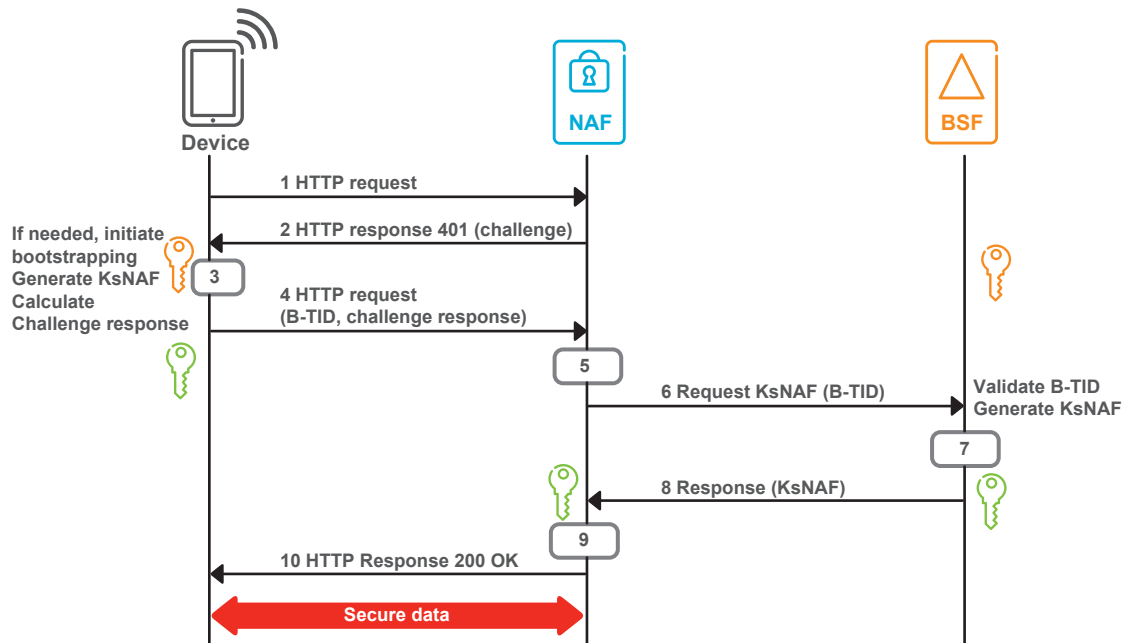 Device
NAF
BSF
1 HTTP request
2 HTTP response 401 (challenge)
If needed, initiate
bootstrapping
Generate KsNAF
Calculate
Challenge response
3
4 HTTP request
(B-TID, challenge response)
5
6 Request KsNAF (B-TID)
Validate B-TID
Generate KsNAF
7
8 Response (KsNAF)
9
10 HTTP Response 200 OK
Secure data